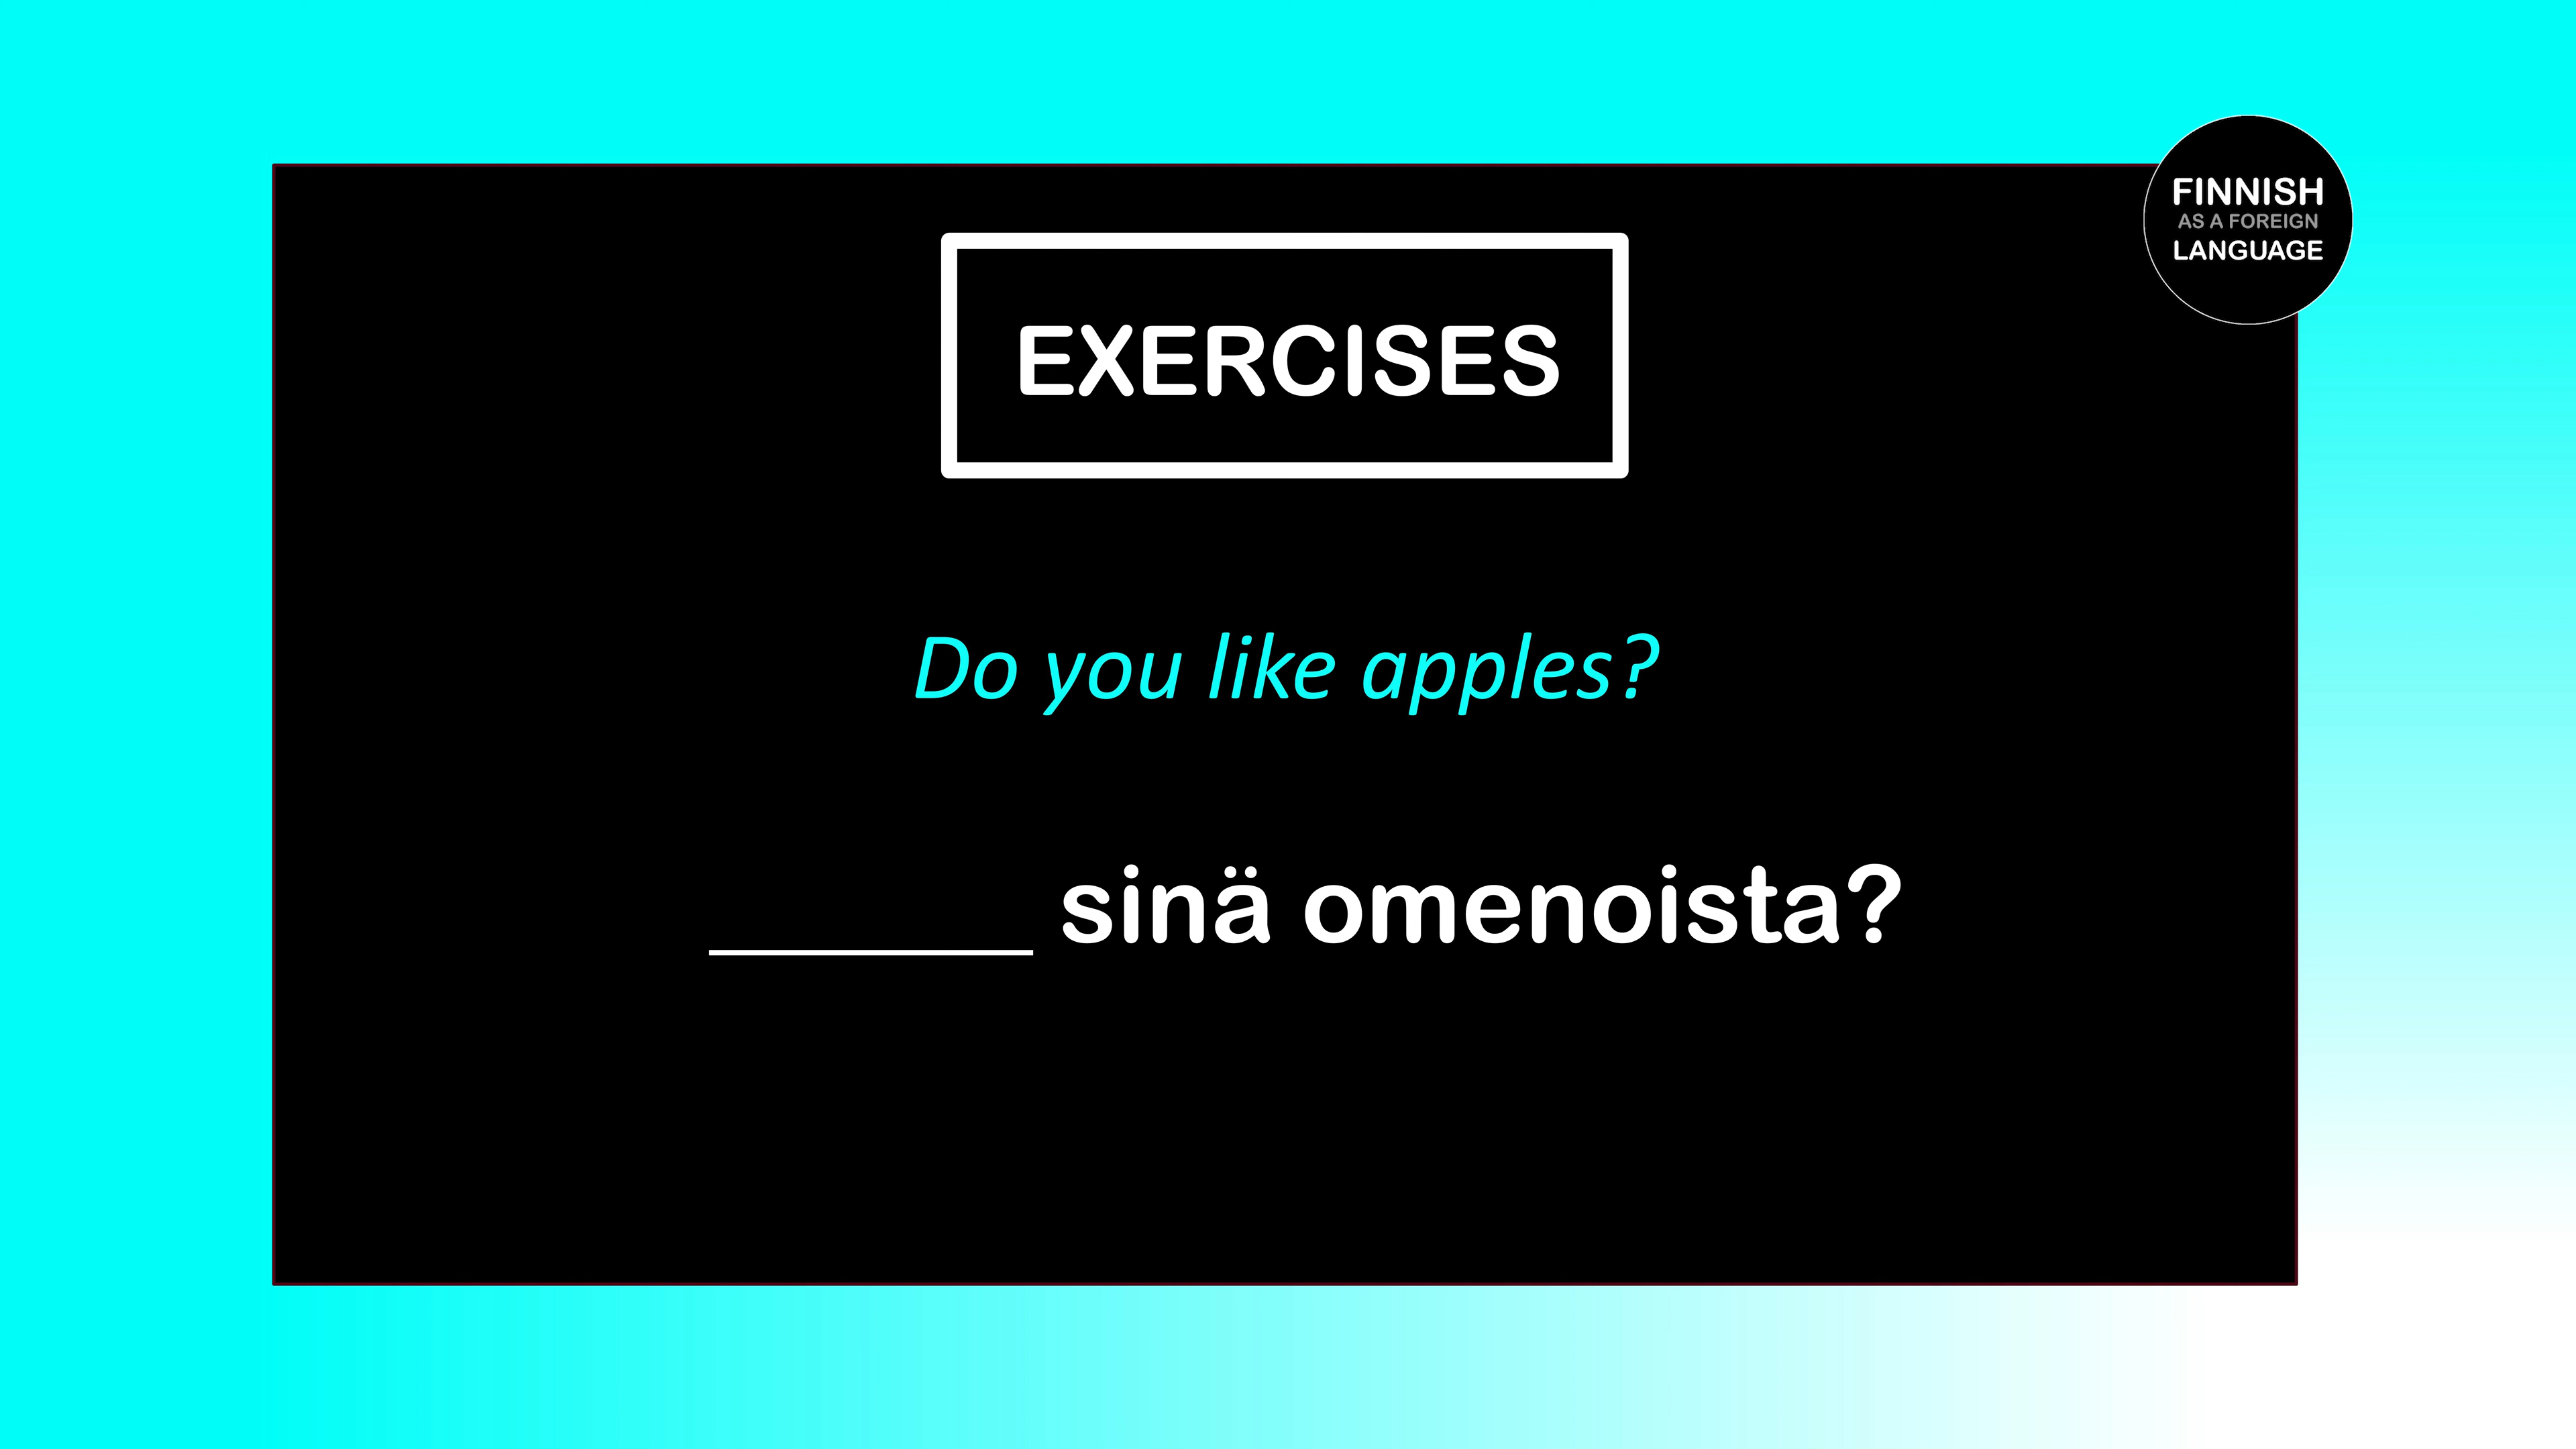 FINNISH
AS A FOREIGN
LANGUAGE
EXERCISES
Do you like apples?
______ sinä omenoista?